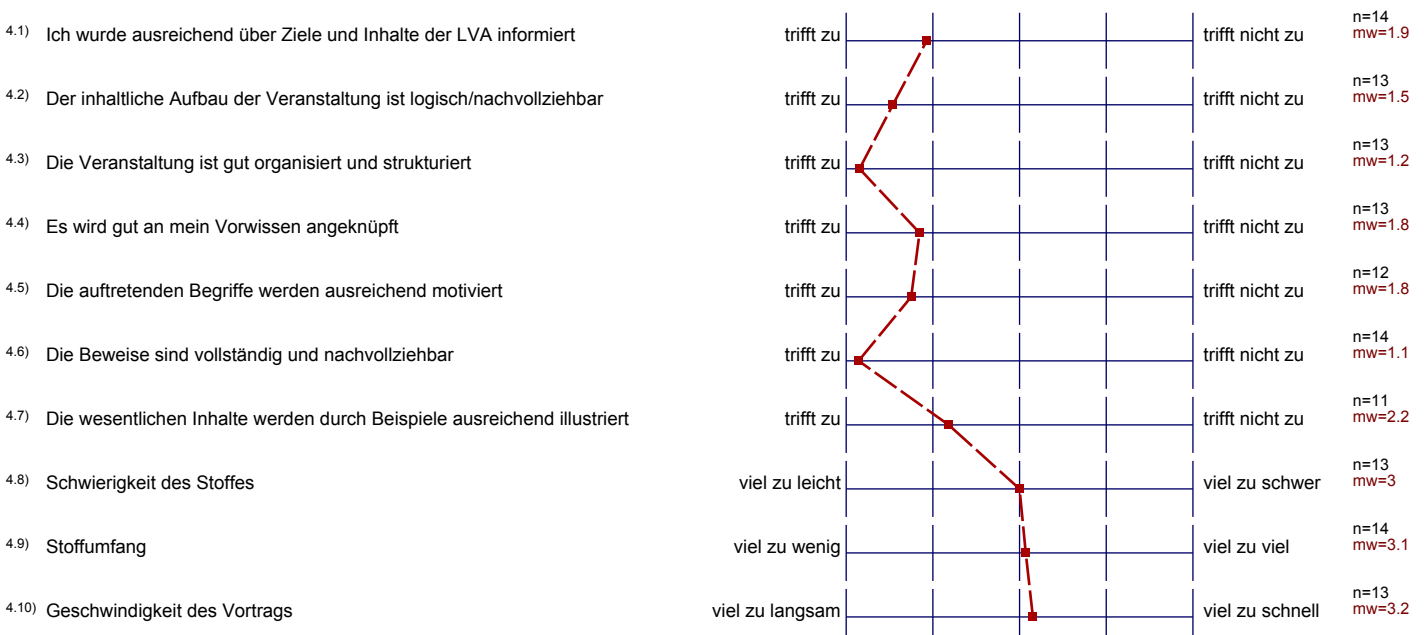 4.1) Ich wurde ausreichend über Ziele und Inhalte der LVA informiert trifft zu trifft nicht zu n=14 mw=1.9
4.2) Der inhaltliche Aufbau der Veranstaltung ist logisch/nachvollziehbar trifft zu trifft nicht zu n=13 mw=1.5
4.3) Die Veranstaltung ist gut organisiert und strukturiert trifft zu trifft nicht zu n=13 mw=1.2
4.4) Es wird gut an mein Vorwissen angeknüpft trifft zu trifft nicht zu n=13 mw=1.8
4.5) Die auftretenden Begriffe werden ausreichend motiviert trifft zu trifft nicht zu n=12 mw=1.8
4.6) Die Beweise sind vollständig und nachvollziehbar trifft zu trifft nicht zu n=14 mw=1.1
4.7) Die wesentlichen Inhalte werden durch Beispiele ausreichend illustriert trifft zu trifft nicht zu n=11 mw=2.2
4.8) Schwierigkeit des Stoffes viel zu leicht viel zu schwer n=13 mw=3
4.9) Stoffumfang viel zu wenig viel zu viel n=14 mw=3.1
4.10) Geschwindigkeit des Vortrags viel zu langsam viel zu schnell n=13 mw=3.2